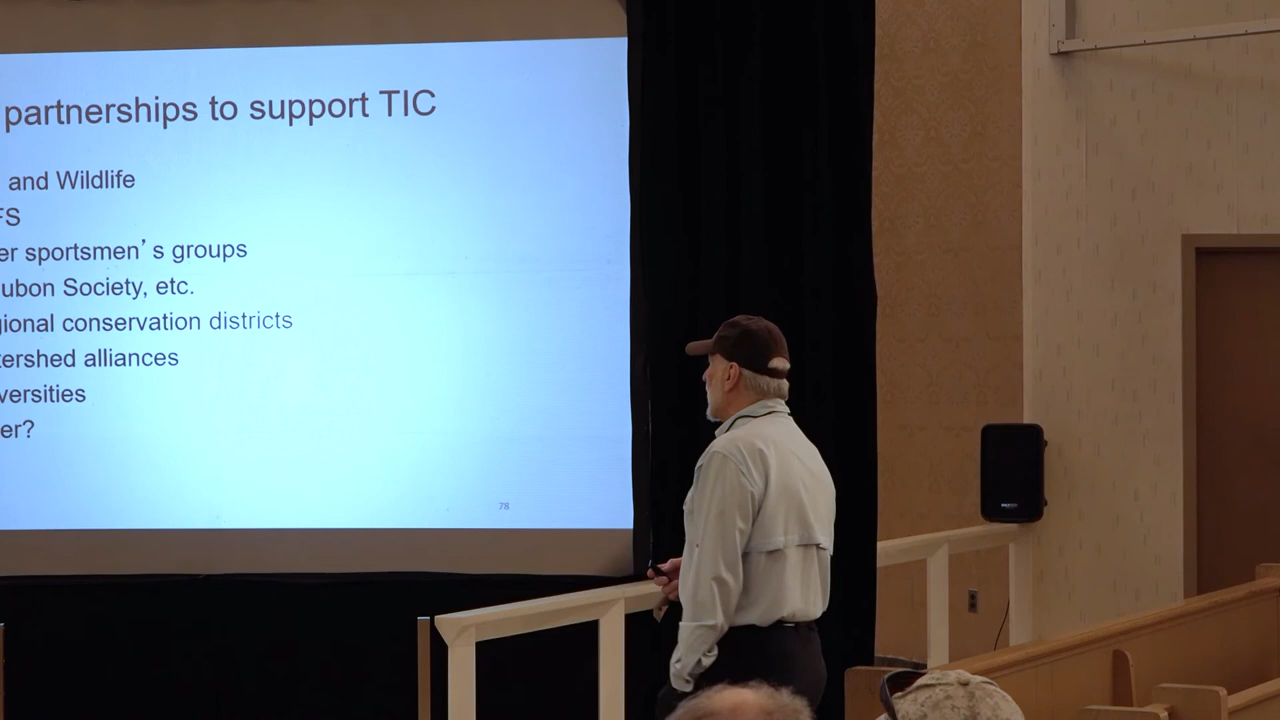 partnerships to support TIC
and Wildlife
FS
er sportsmen’s groups
ubon Society, etc.
gional conservation districts
tershed alliances
versities
er?
78